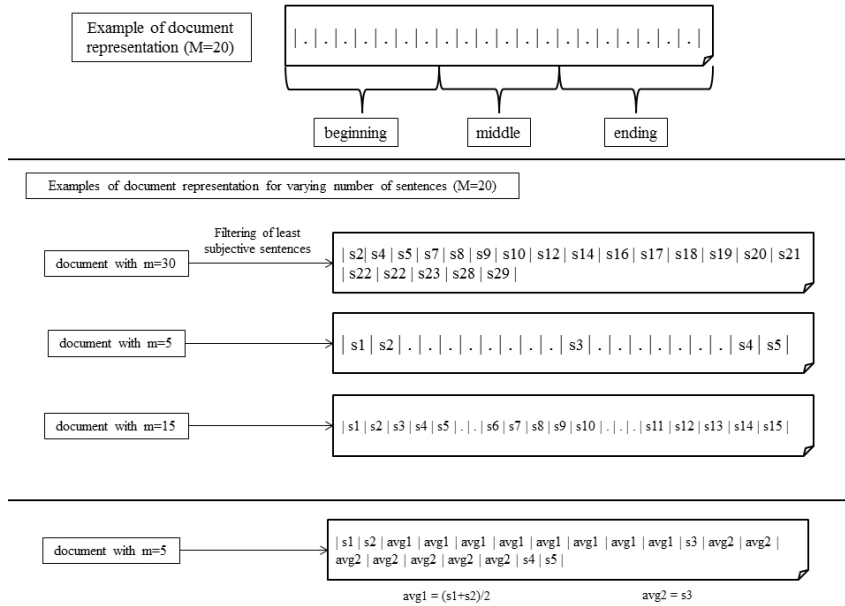 Example of document
representation (M=20)
| . | . | . | . | . | . | . | . | . | . | . | . | . | . | . | . | . | . | . | . |
beginning
middle
ending
Examples of document representation for varying number of sentences (M=20)
Filtering of least
subjective sentences
document with m=30
| s2| s4 | s5 | s7 | s8 | s9 | s10 | s12 | s14 | s16 | s17 | s18 | s19 | s20 | s21
| s22 | s22 | s23 | s28 | s29 |
document with m=5
| s1 | s2 | . | . | . | . | . | . | . | . | s3 | . | . | . | . | . | . | . | s4 | s5 |
document with m=15
| s1 | s2 | s3 | s4 | s5 | . | . | s6 | s7 | s8 | s9 | s10 | . | . | . | s11 | s12 | s13 | s14 | s15 |
document with m=5
| s1 | s2 | avg1 | avg1 | avg1 | avg1 | avg1 | avg1 | avg1 | avg1 | s3 | avg2 | avg2 |
avg2 | avg2 | avg2 | avg2 | avg2 | s4 | s5 |
avg1 = (s1+s2)/2
avg2 = s3